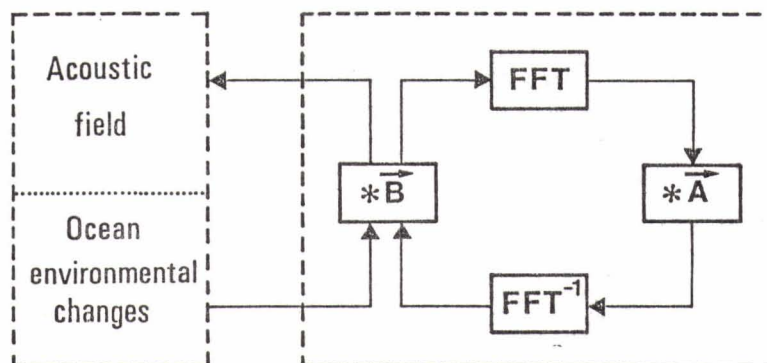 Acoustic
field
Ocean
environmental
changes
FFT
*B→
*A→
FFT⁻¹